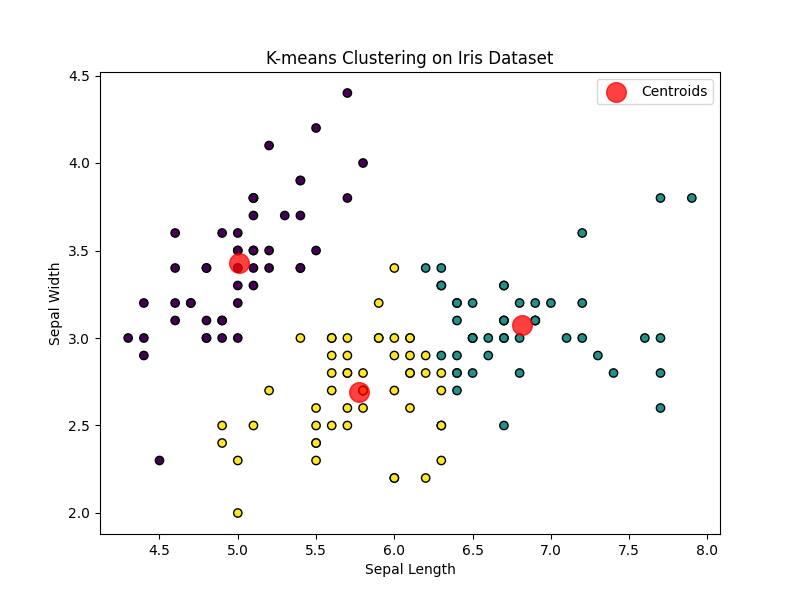 K-means Clustering on Iris Dataset
Centroids
4.5
4.0
3.5
3.0
2.5
2.0
Sepal Width
4.5 5.0 5.5 6.0 6.5 7.0 7.5 8.0
Sepal Length